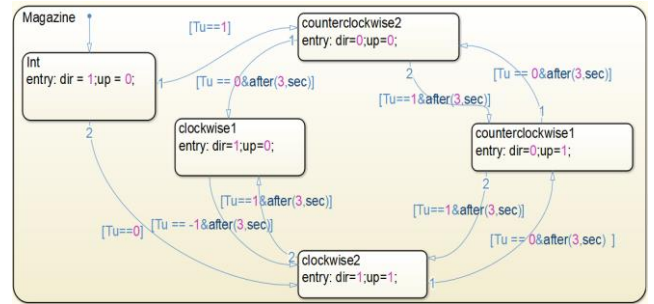 Magazine
[Tu==1]
counterclockwise2
entry: dir=0;up=0;
1
Int
entry: dir = 1;up = 0;
1
2
[Tu == 0&after(3,sec)]
2
[Tu == 0&after(3,sec)]
[Tu==1&after(3,sec)]
1
clockwise1
entry: dir=1;up=0;
counterclockwise1
entry: dir=0;up=1;
2
[Tu==1&after(3,sec)]
[Tu==1&after(3,sec)]
[Tu==0]
[Tu == -1&after(3,sec)]
[Tu == 0&after(3,sec) ]
2
clockwise2
entry: dir=1;up=1;
1